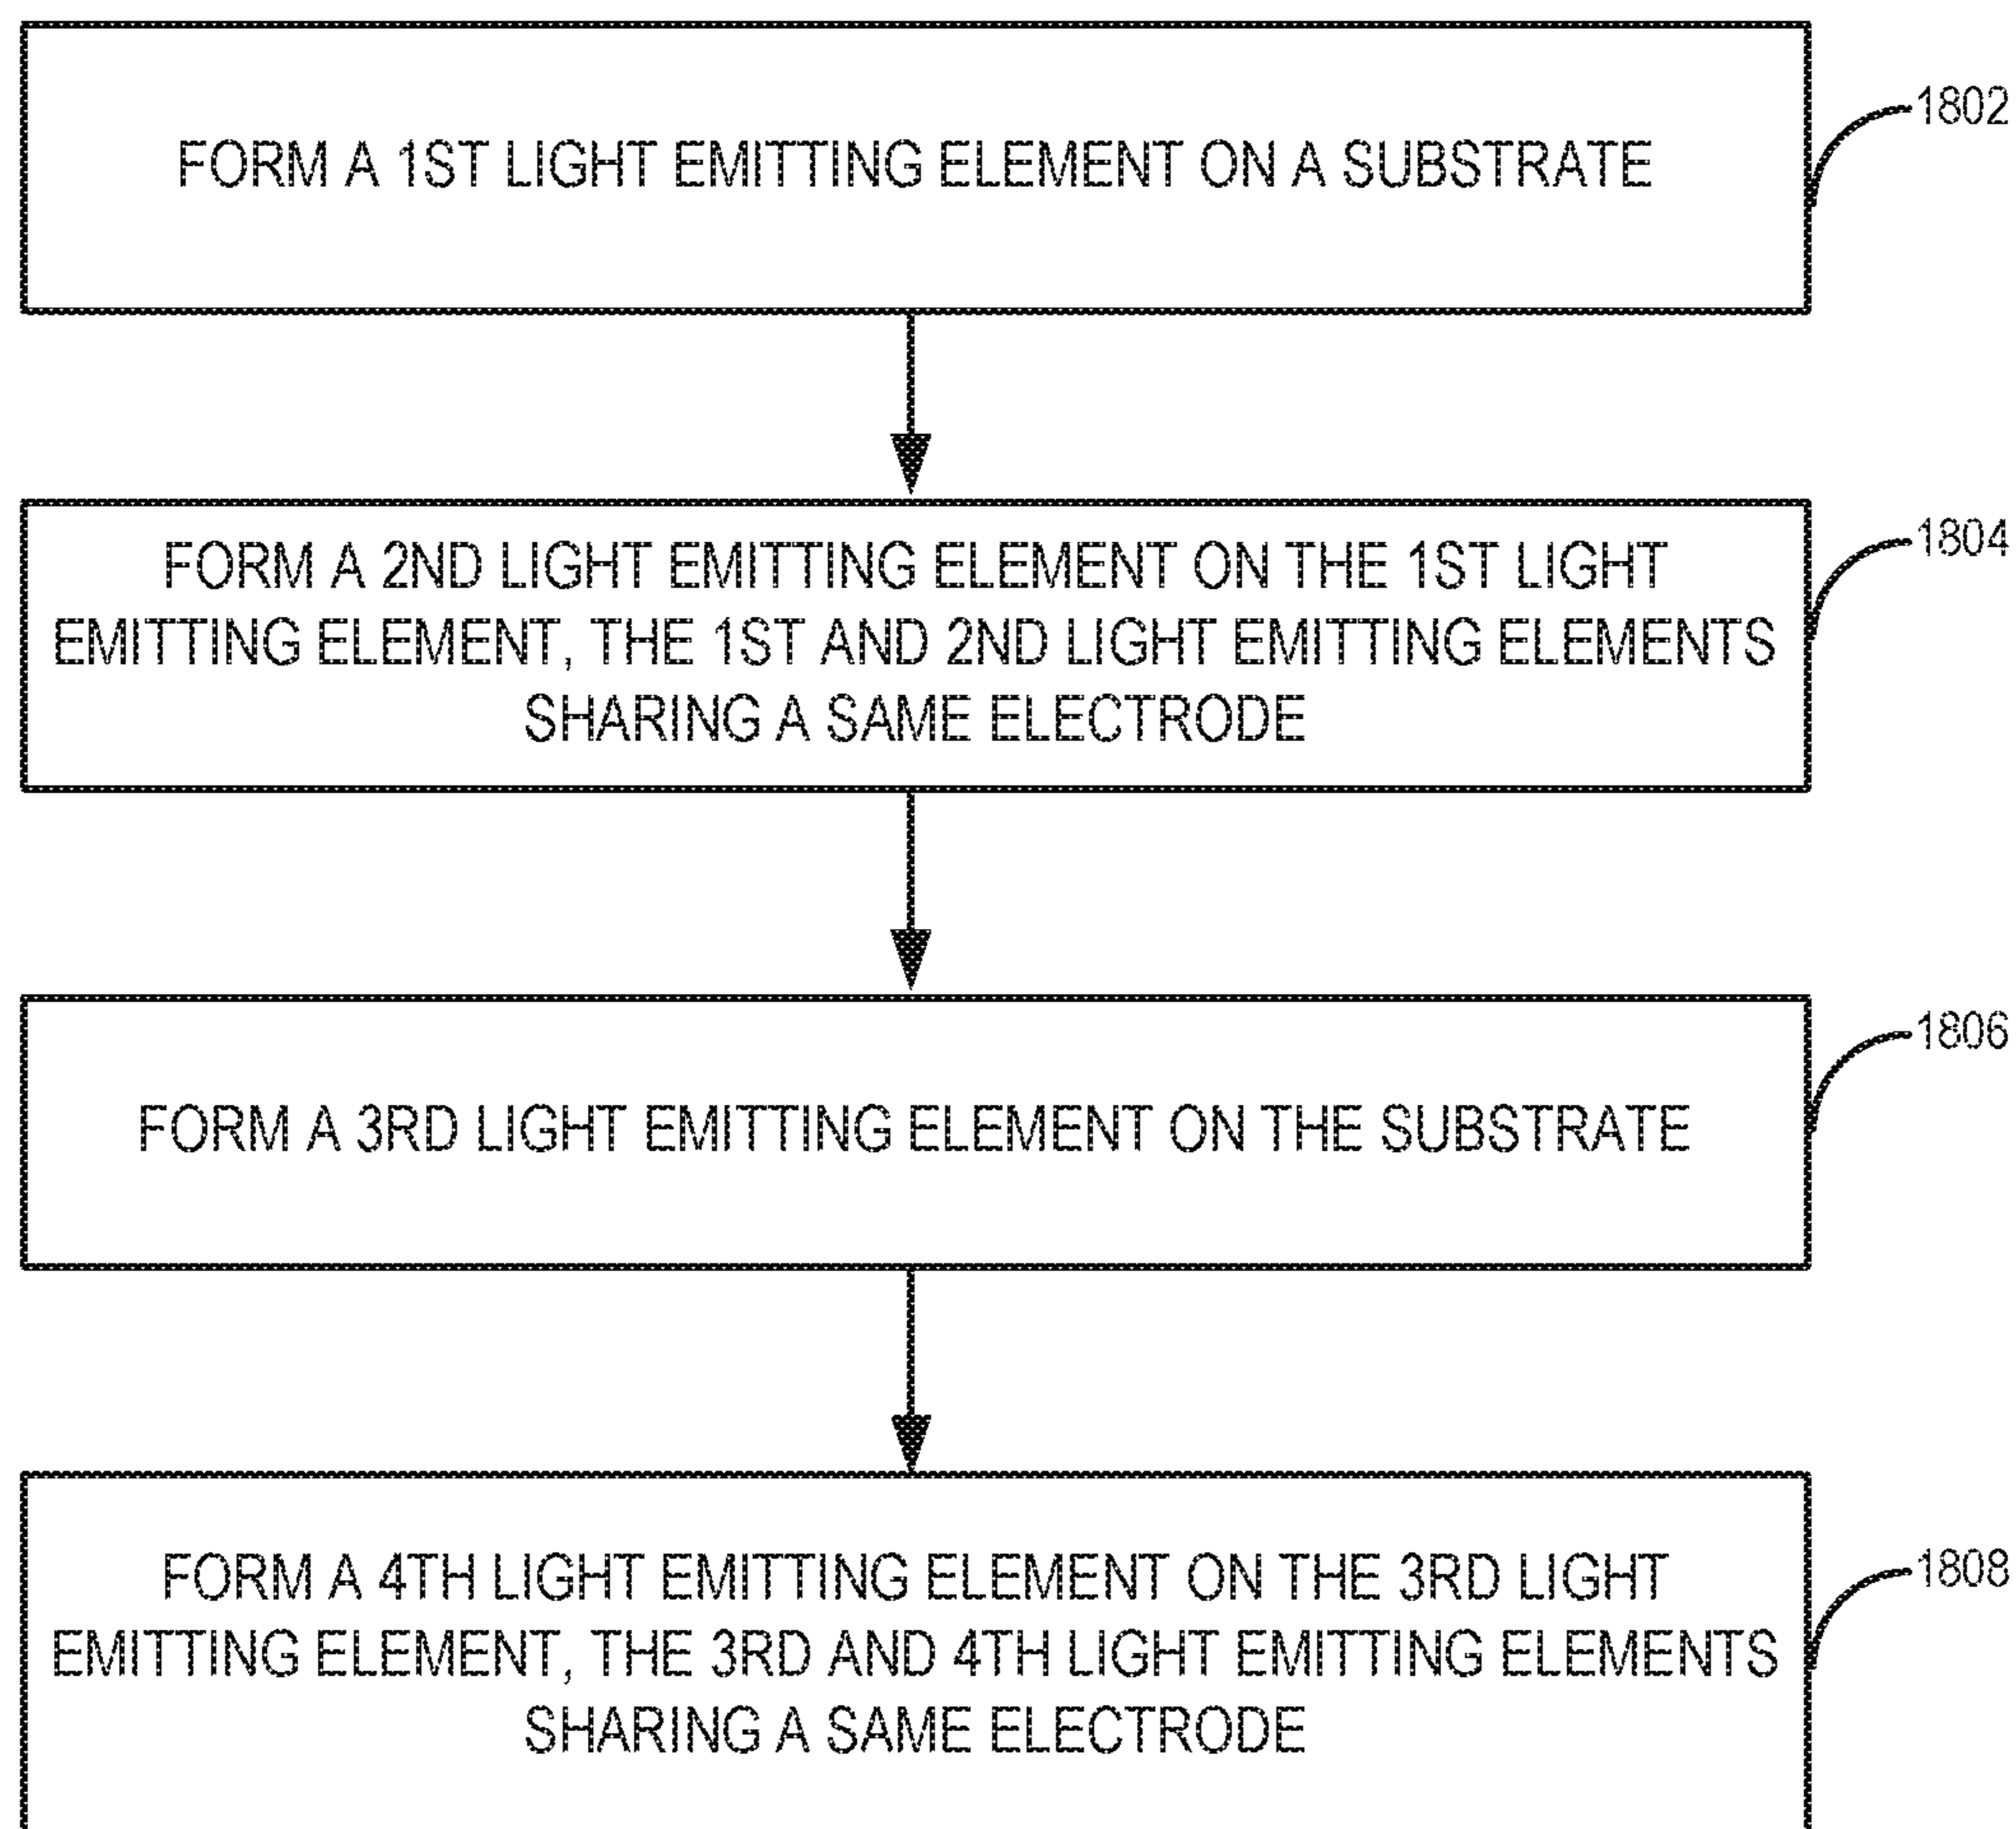 FORM A 1ST LIGHT EMITTING ELEMENT ON A SUBSTRATE
1802
FORM A 2ND LIGHT EMITTING ELEMENT ON THE 1ST LIGHT
EMITTING ELEMENT, THE 1ST AND 2ND LIGHT EMITTING ELEMENTS
SHARING A SAME ELECTRODE
1804
FORM A 3RD LIGHT EMITTING ELEMENT ON THE SUBSTRATE
1806
FORM A 4TH LIGHT EMITTING ELEMENT ON THE 3RD LIGHT
EMITTING ELEMENT, THE 3RD AND 4TH LIGHT EMITTING ELEMENTS
SHARING A SAME ELECTRODE
1808